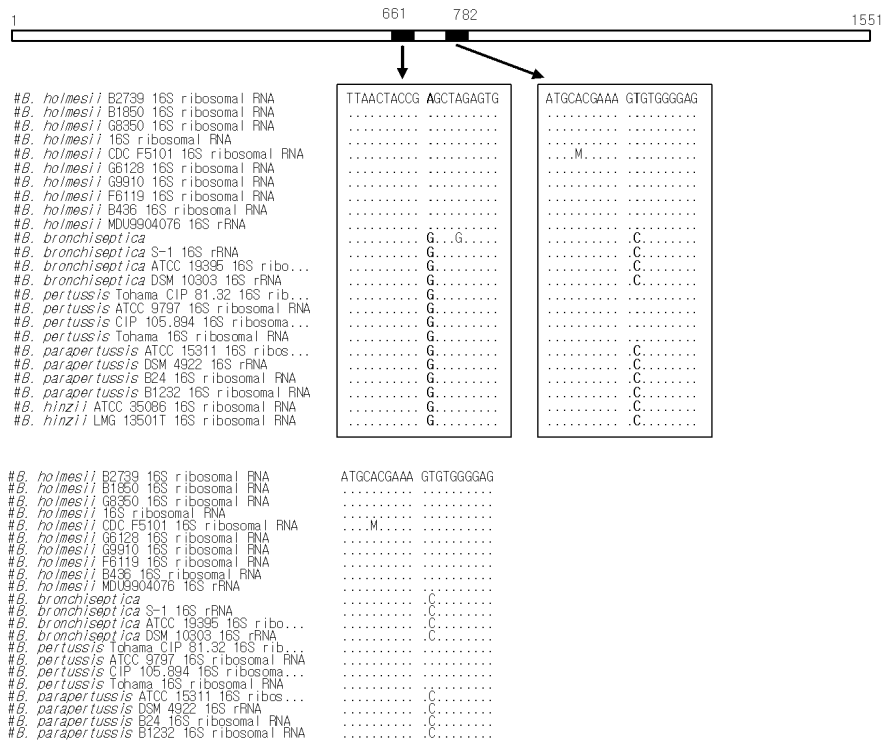 1 661 782 1551
#B. holmesii B2739 16S ribosomal RNA TTAACTACCG AGCTAGAGTG ATGCACGAAA GTGTGGGGAG
#B. holmesii B1850 16S ribosomal RNA .......... .......... .......... ..........
#B. holmesii G8350 16S ribosomal RNA .......... .......... .......... ..........
#B. holmesii 16S ribosomal RNA .......... .......... .......... ..........
#B. holmesii CDC F5101 16S ribosomal RNA .......... .......... ....M..... ..........
#B. holmesii G6128 16S ribosomal RNA .......... .......... .......... ..........
#B. holmesii G9910 16S ribosomal RNA .......... .......... .......... ..........
#B. holmesii F6119 16S ribosomal RNA .......... .......... .......... ..........
#B. holmesii B436 16S ribosomal RNA .......... .......... .......... ..........
#B. holmesii MDU9904076 16S rRNA .......... .......... .......... ..........
#B. bronchiseptica .......... G...G..... .......... .C........
#B. bronchiseptica S-1 16S rRNA .......... G......... .......... .C........
#B. bronchiseptica ATCC 19395 16S ribo... .......... G......... .......... .C........
#B. bronchiseptica DSM 10303 16S rRNA .......... G......... .......... .C........
#B. pertussis Tohama CIP 81.32 16S rib... .......... G......... .......... ..........
#B. pertussis ATCC 9797 16S ribosomal RNA .......... G......... .......... ..........
#B. pertussis CIP 105.894 16S ribosoma... .......... G......... .......... ..........
#B. pertussis Tohama 16S ribosomal RNA .......... G......... .......... ..........
#B. parapertussis ATCC 15311 16S ribos... .......... G......... .......... .C........
#B. parapertussis DSM 4922 16S rRNA .......... G......... .......... .C........
#B. parapertussis B24 16S ribosomal RNA .......... G......... .......... .C........
#B. parapertussis B1232 16S ribosomal RNA .......... G......... .......... .C........
#B. hinzii ATCC 35086 16S ribosomal RNA .......... G......... .......... .C........
#B. hinzii LMG 13501T 16S ribosomal RNA .......... G......... .......... .C........
#B. holmesii B2739 16S ribosomal RNA ATGCACGAAA GTGTGGGGAG
#B. holmesii B1850 16S ribosomal RNA .......... ..........
#B. holmesii G8350 16S ribosomal RNA .......... ..........
#B. holmesii 16S ribosomal RNA .......... ..........
#B. holmesii CDC F5101 16S ribosomal RNA ....M..... ..........
#B. holmesii G6128 16S ribosomal RNA .......... ..........
#B. holmesii G9910 16S ribosomal RNA .......... ..........
#B. holmesii F6119 16S ribosomal RNA .......... ..........
#B. holmesii B436 16S ribosomal RNA .......... ..........
#B. holmesii MDU9904076 16S rRNA .......... ..........
#B. bronchiseptica .......... .C........
#B. bronchiseptica S-1 16S rRNA .......... .C........
#B. bronchiseptica ATCC 19395 16S ribo... .......... .C........
#B. bronchiseptica DSM 10303 16S rRNA .......... .C........
#B. pertussis Tohama CIP 81.32 16S rib... .......... ..........
#B. pertussis ATCC 9797 16S ribosomal RNA .......... ..........
#B. pertussis CIP 105.894 16S ribosoma... .......... ..........
#B. pertussis Tohama 16S ribosomal RNA .......... ..........
#B. parapertussis ATCC 15311 16S ribos... .......... .C........
#B. parapertussis DSM 4922 16S rRNA .......... .C........
#B. parapertussis B24 16S ribosomal RNA .......... .C........
#B. parapertussis B1232 16S ribosomal RNA .......... .C........